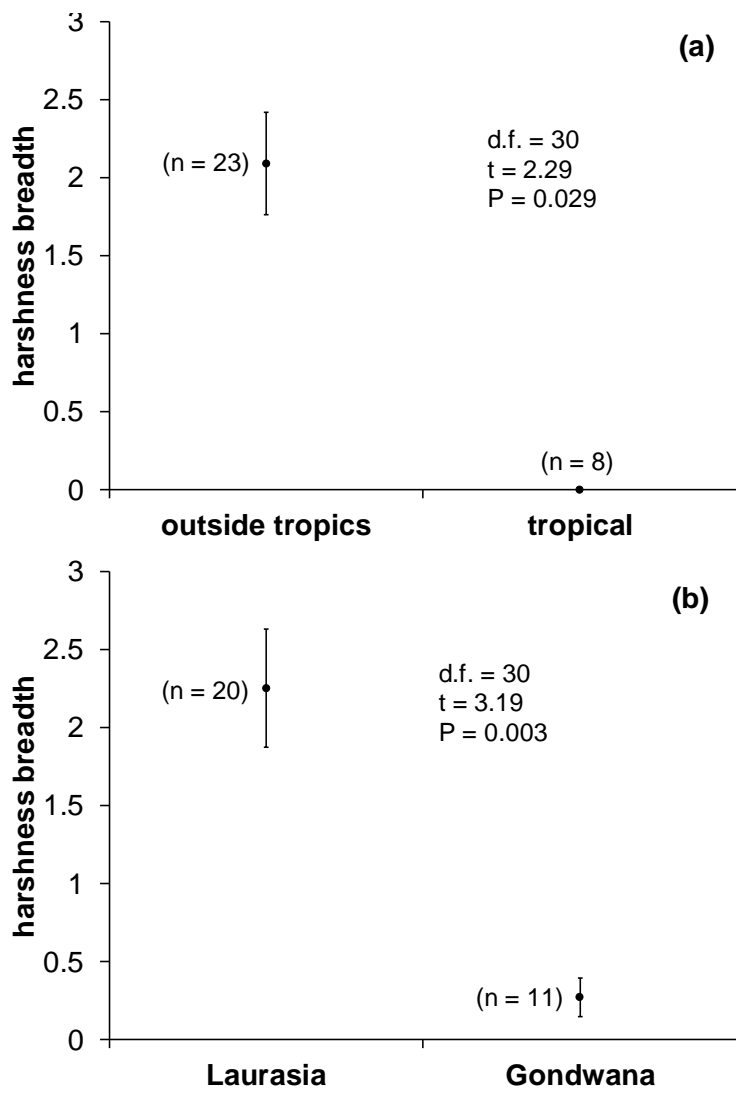 3
(a)
2.5
d.f. = 30
(n = 23)
t = 2.29
2
P = 0.029
harshness breadth
1.5
1
0.5
(n = 8)
0
outside tropics
tropical
3
(b)
2.5
d.f. = 30
(n = 20)
t = 3.19
P = 0.003
2
harshness breadth
1.5
1
0.5
(n = 11)
0
Laurasia
Gondwana